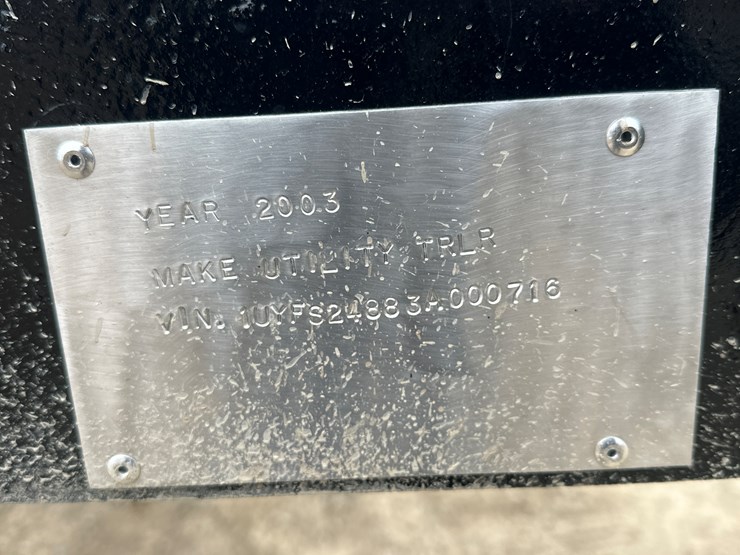 YEAR 2003
MAKE UTILITY TRLR
VIN. 1UYFS24883A000716